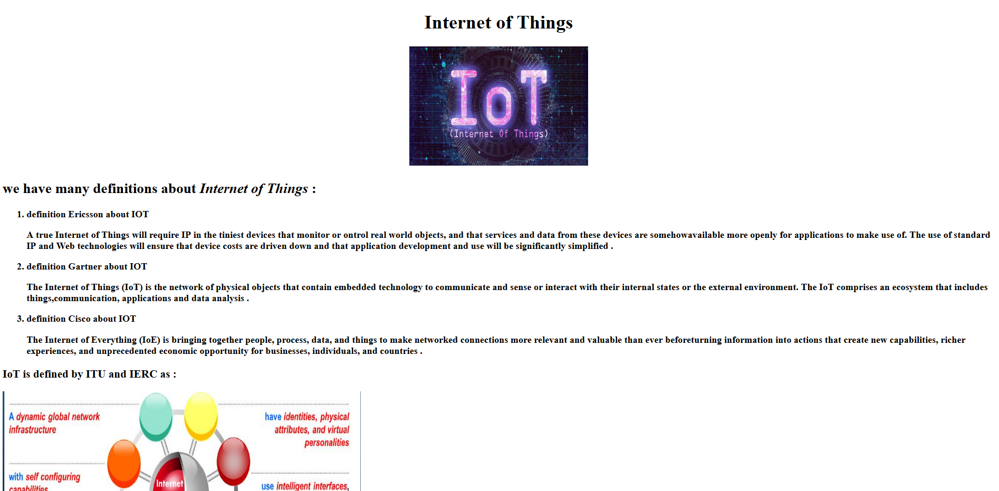 Internet of Things
IoT
(Internet Of Things)
we have many definitions about Internet of Things :
1. definition Ericsson about IOT
A true Internet of Things will require IP in the tiniest devices that monitor or ontrol real world objects, and that services and data from these devices are somehowavailable more openly for applications to make use of. The use of standard
IP and Web technologies will ensure that device costs are driven down and that application development and use will be significantly simplified .
2. definition Gartner about IOT
The Internet of Things (IoT) is the network of physical objects that contain embedded technology to communicate and sense or interact with their internal states or the external environment. The IoT comprises an ecosystem that includes
things,communication, applications and data analysis .
3. definition Cisco about IOT
The Internet of Everything (IoE) is bringing together people, process, data, and things to make networked connections more relevant and valuable than ever beforeturning information into actions that create new capabilities, richer
experiences, and unprecedented economic opportunity for businesses, individuals, and countries .
IoT is defined by ITU and IERC as :
A dynamic global network
infrastructure
have identities, physical
attributes, and virtual
personalities
with self configuring
capabilities
Internet
use intelligent interfaces,